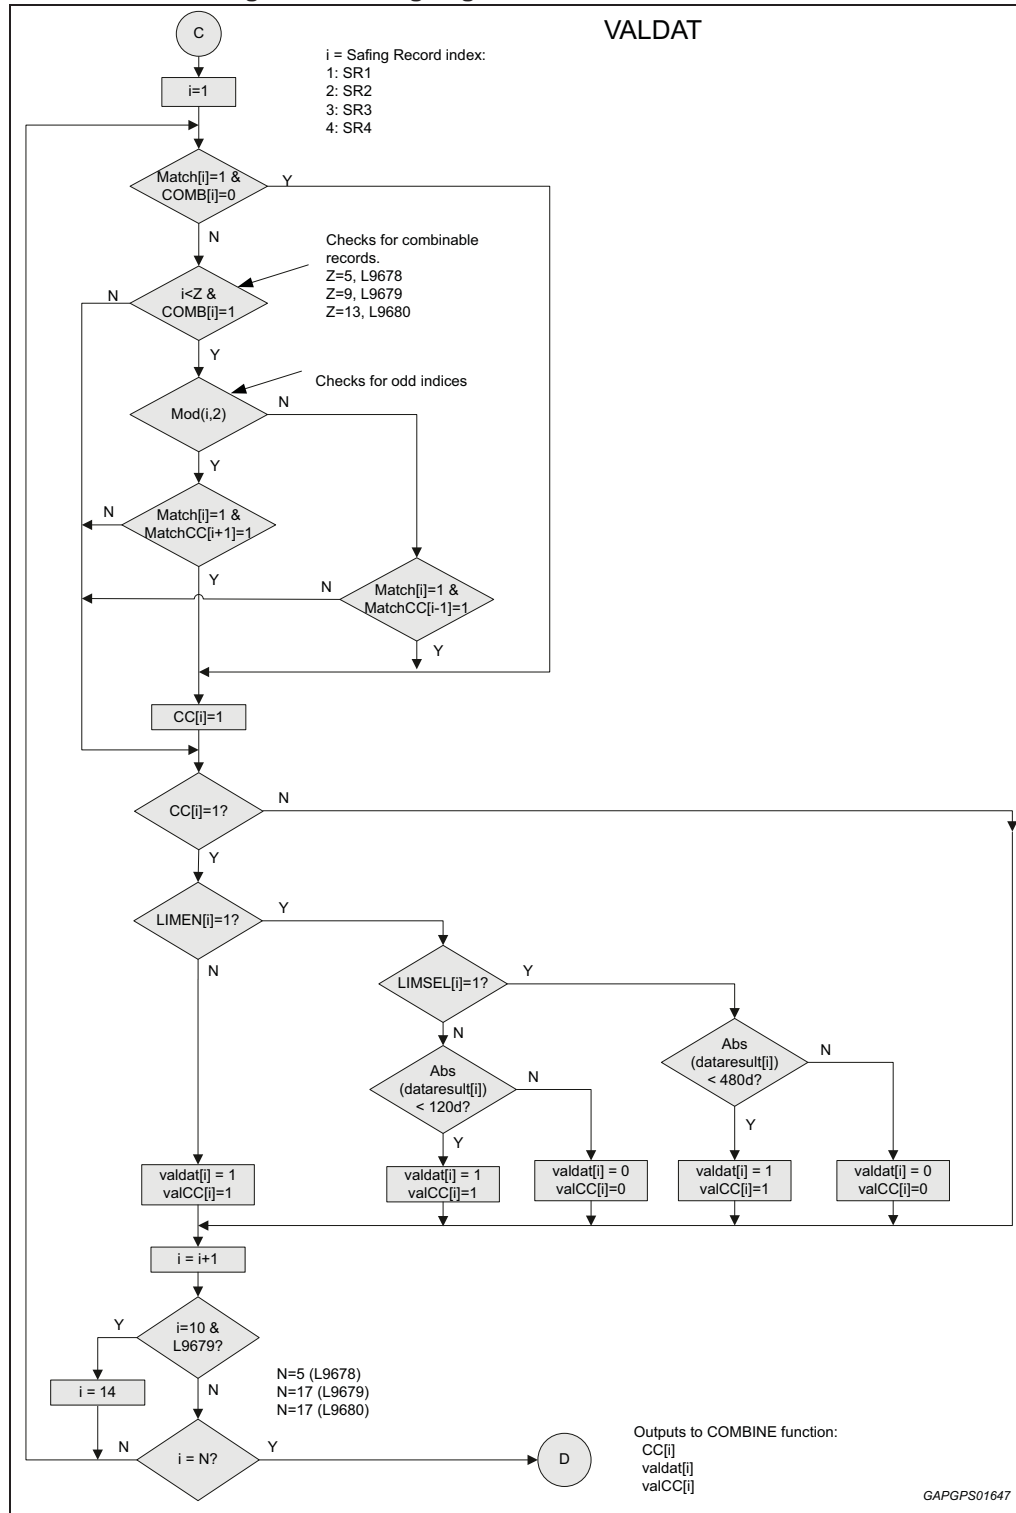 VALDAT
C
i = Safing Record index:
1: SR1
2: SR2
3: SR3
4: SR4
i=1
Match[i]=1 &
COMB[i]=0
Y
N
Checks for combinable
records.
Z=5, L9678
Z=9, L9679
Z=13, L9680
i<Z &
COMB[i]=1
N
Y
Checks for odd indices
Mod(i,2)
N
Y
Match[i]=1 &
MatchCC[i+1]=1
N
Y
Match[i]=1 &
MatchCC[i-1]=1
N
Y
CC[i]=1
CC[i]=1?
N
Y
LIMEN[i]=1?
Y
N
LIMSEL[i]=1?
Y
N
Abs
(dataresult[i])
< 120d?
N
Y
Abs
(dataresult[i])
< 480d?
N
Y
valdat[i] = 1
valCC[i]=1
valdat[i] = 1
valCC[i]=1
valdat[i] = 0
valCC[i]=0
valdat[i] = 1
valCC[i]=1
valdat[i] = 0
valCC[i]=0
i = i+1
i=10 &
L9679?
Y
N
i = 14
N=5 (L9678)
N=17 (L9679)
N=17 (L9680)
i = N?
N
Y
D
Outputs to COMBINE function:
CC[i]
valdat[i]
valCC[i]
GAPGPS01647